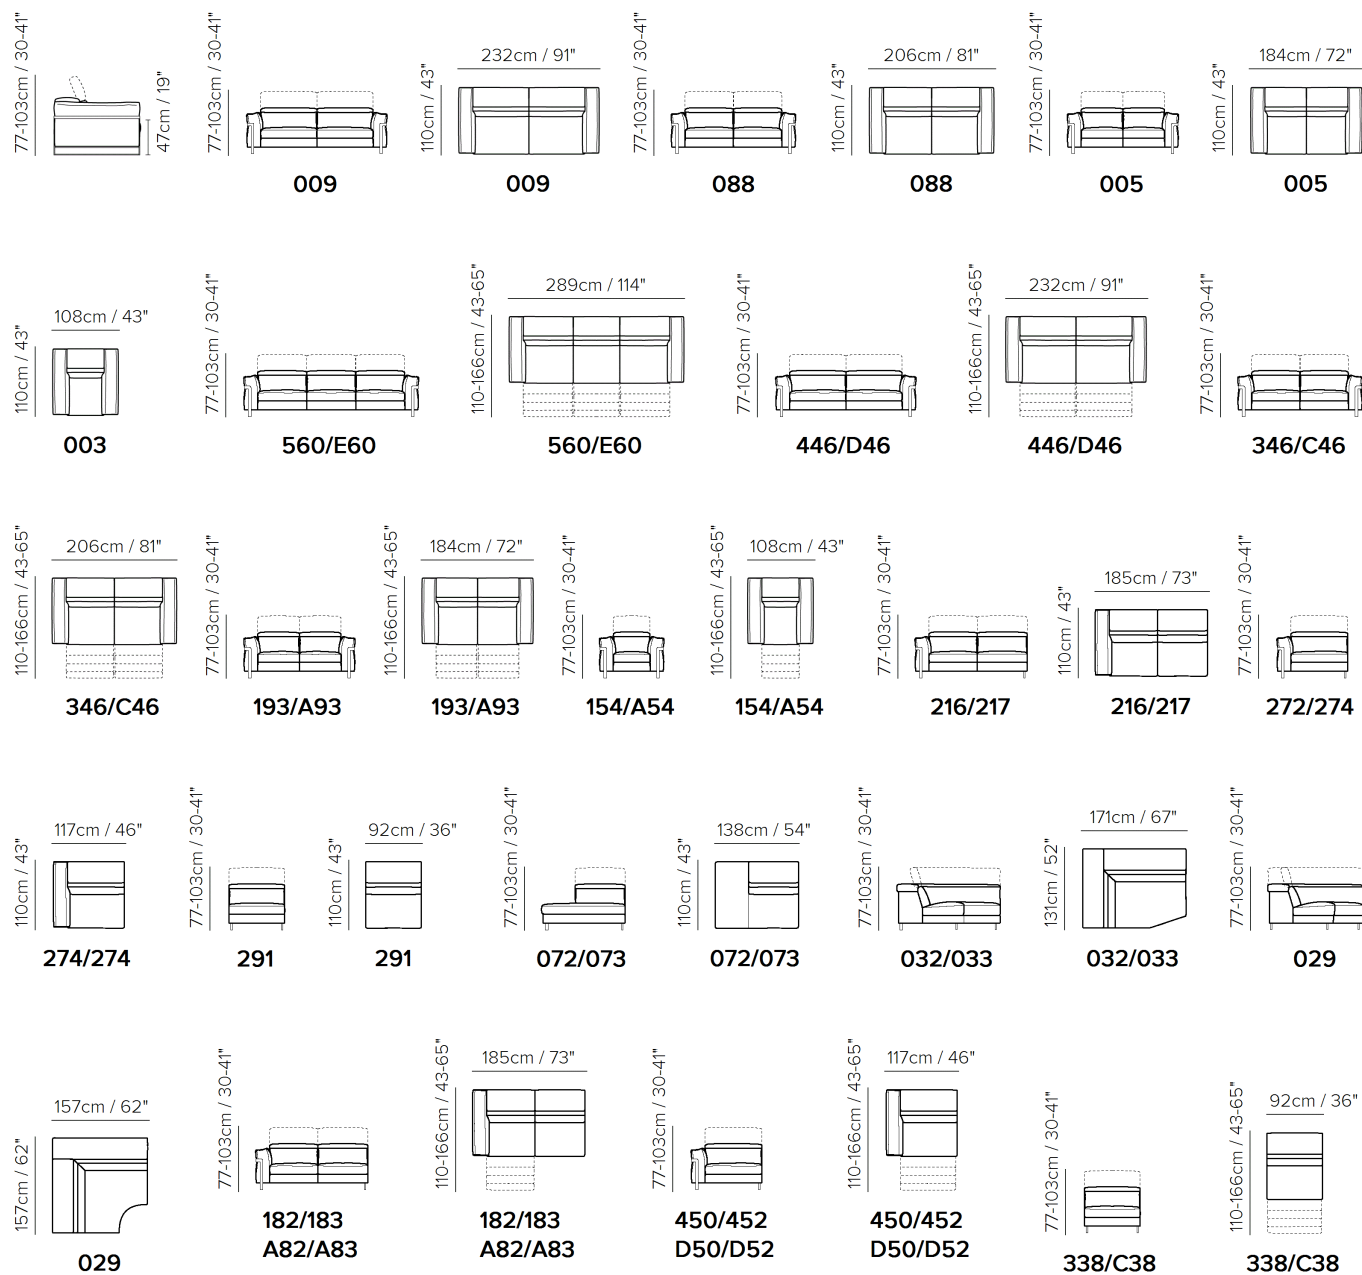 77-103cm / 30-41"
47cm / 19"
77-103cm / 30-41"
009
232cm / 91"
110cm / 43"
009
77-103cm / 30-41"
088
206cm / 81"
110cm / 43"
088
77-103cm / 30-41"
005
184cm / 72"
110cm / 43"
005
108cm / 43"
110cm / 43"
003
77-103cm / 30-41"
560/E60
289cm / 114"
110-166cm / 43-65"
560/E60
77-103cm / 30-41"
446/D46
232cm / 91"
110-166cm / 43-65"
446/D46
77-103cm / 30-41"
346/C46
206cm / 81"
110-166cm / 43-65"
346/C46
77-103cm / 30-41"
193/A93
184cm / 72"
110-166cm / 43-65"
193/A93
77-103cm / 30-41"
154/A54
108cm / 43"
110-166cm / 43-65"
154/A54
77-103cm / 30-41"
216/217
185cm / 73"
110cm / 43"
216/217
77-103cm / 30-41"
272/274
117cm / 46"
110cm / 43"
274/274
77-103cm / 30-41"
291
92cm / 36"
110cm / 43"
291
77-103cm / 30-41"
072/073
138cm / 54"
110cm / 43"
072/073
77-103cm / 30-41"
032/033
171cm / 67"
131cm / 52"
032/033
77-103cm / 30-41"
029
157cm / 62"
157cm / 62"
029
77-103cm / 30-41"
182/183
A82/A83
185cm / 73"
110-166cm / 43-65"
182/183
A82/A83
77-103cm / 30-41"
450/452
D50/D52
117cm / 46"
110-166cm / 43-65"
450/452
D50/D52
77-103cm / 30-41"
338/C38
92cm / 36"
110-166cm / 43-65"
338/C38